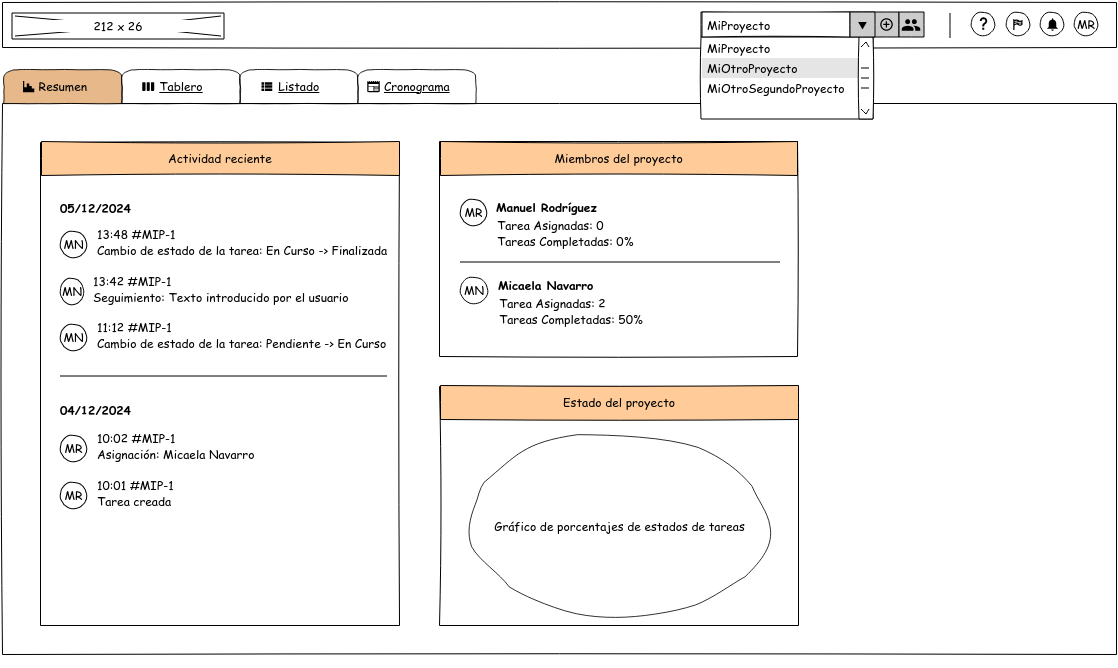 212 x 26
MiProyecto
?
MR
MiProyecto
MiOtroProyecto
MiOtroSegundoProyecto
Resumen
Tablero
Listado
Cronograma
Actividad reciente
05/12/2024
MN
13:48 #MIP-1
Cambio de estado de la tarea: En Curso -> Finalizada
MN
13:42 #MIP-1
Seguimiento: Texto introducido por el usuario
MN
11:12 #MIP-1
Cambio de estado de la tarea: Pendiente -> En Curso
04/12/2024
MR
10:02 #MIP-1
Asignación: Micaela Navarro
MR
10:01 #MIP-1
Tarea creada
Miembros del proyecto
MR
Manuel Rodríguez
Tarea Asignadas: 0
Tareas Completadas: 0%
MN
Micaela Navarro
Tarea Asignadas: 2
Tareas Completadas: 50%
Estado del proyecto
Gráfico de porcentajes de estados de tareas